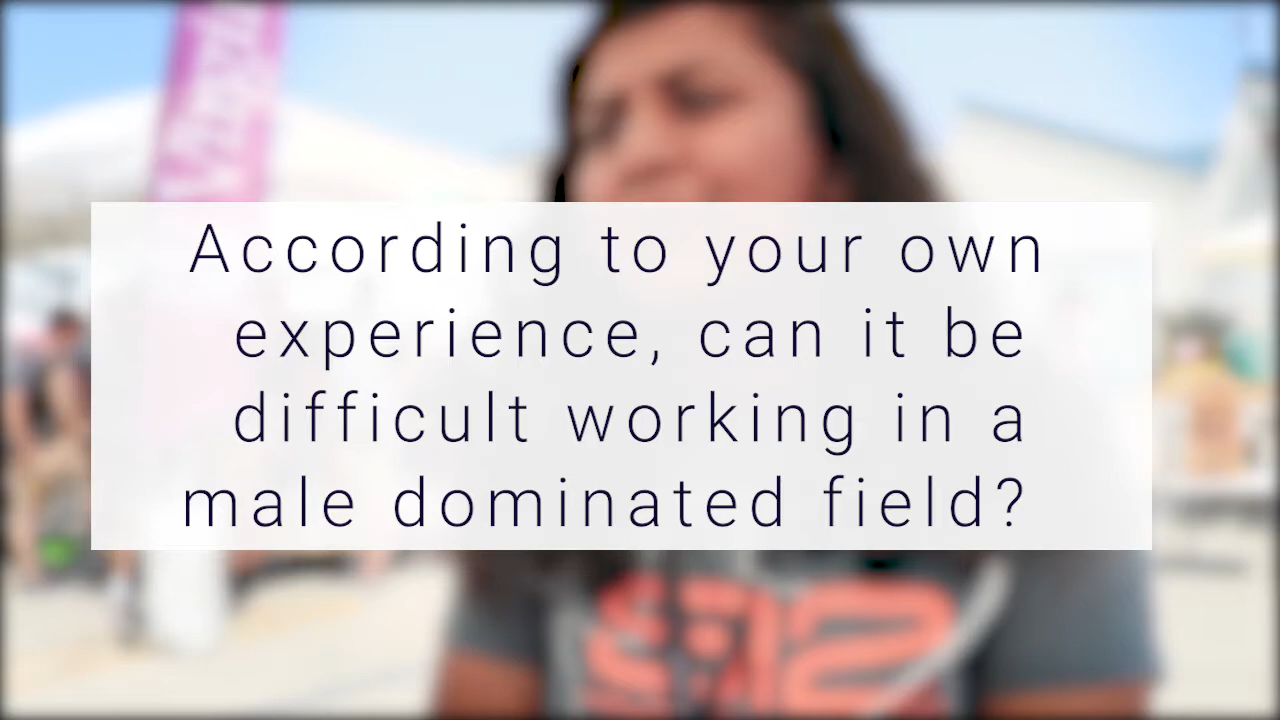 According to your own
experience, can it be
difficult working in a
male dominated field?